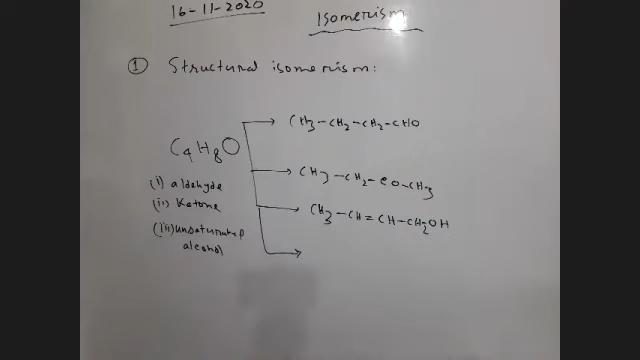 16-11-2020
Isomerism
① Structural isomerism:
C4H8O
(i) aldehyde
(ii) Ketone
(iii) unsaturated
alcohol
CH3-CH2-CH2-CHO
CH3-CH2-CO-CH3
CH3-CH=CH-CH2OH